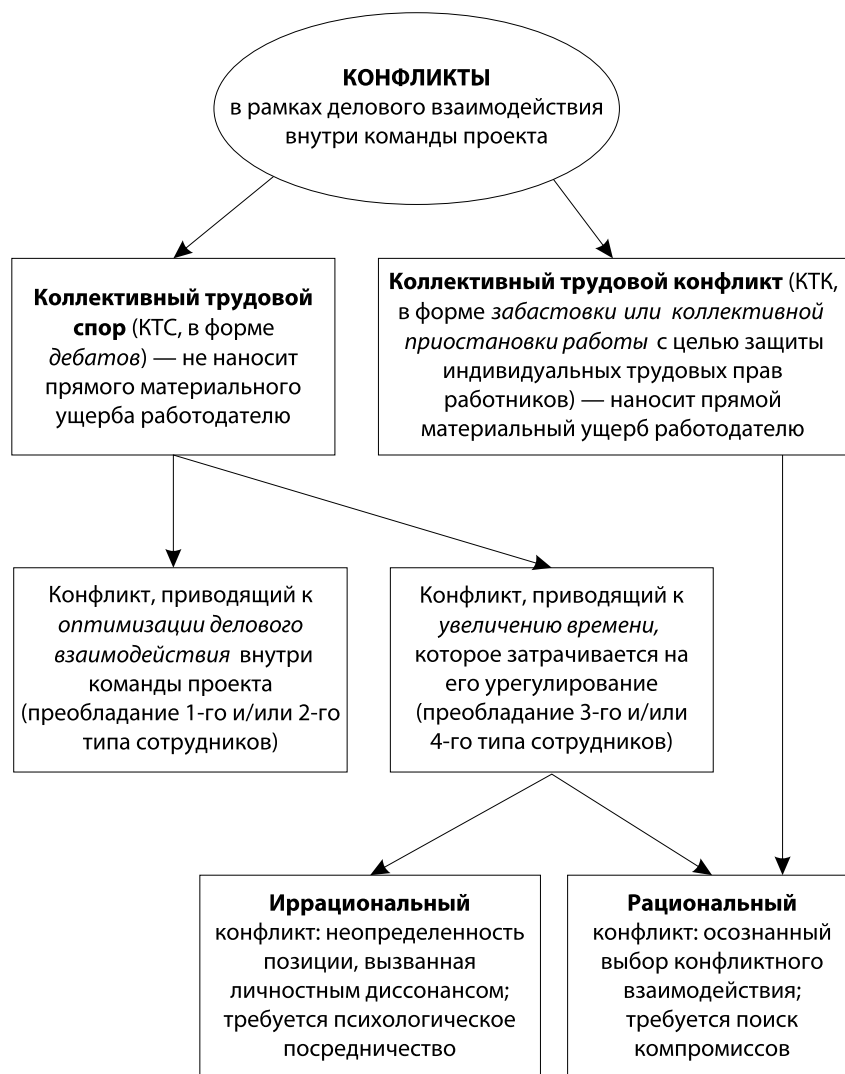 КОНФЛИКТЫ
в рамках делового взаимодействия
внутри команды проекта
Коллективный трудовой
спор (КТС, в форме
дебатов) — не наносит
прямого материального
ущерба работодателю
Коллективный трудовой конфликт (КТК,
в форме забастовки или коллективной
приостановки работы с целью защиты
индивидуальных трудовых прав
работников) — наносит прямой
материальный ущерб работодателю
Конфликт, приводящий к
оптимизации делового
взаимодействия внутри
команды проекта
(преобладание 1-го и/или 2-го
типа сотрудников)
Конфликт, приводящий к
увеличению времени,
которое затрачивается на
его урегулирование
(преобладание 3-го и/или
4-го типа сотрудников)
Иррациональный
конфликт: неопределенность
позиции, вызванная
личностным диссонансом;
требуется психологическое
посредничество
Рациональный
конфликт: осознанный
выбор конфликтного
взаимодействия;
требуется поиск
компромиссов